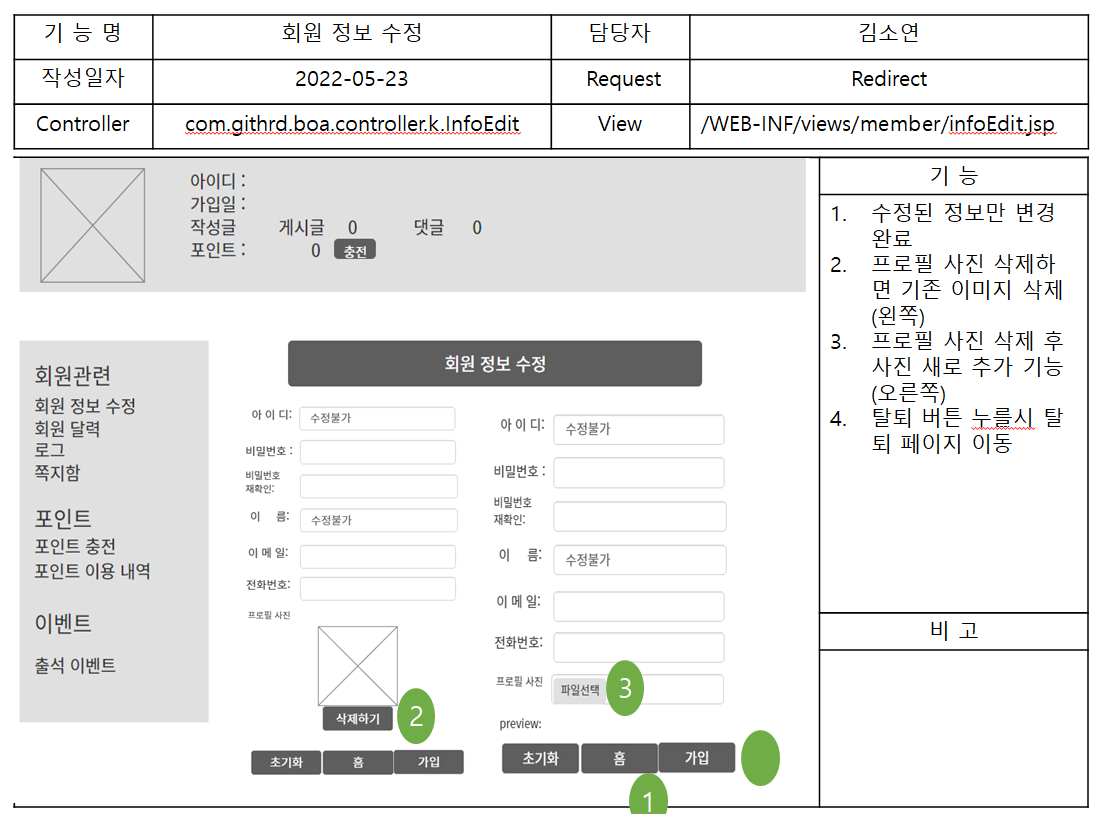 기 능 명 회원 정보 수정 담당자 김소연
작성일자 2022-05-23 Request Redirect
Controller com.githrd.boa.controller.k.InfoEdit View /WEB-INF/views/member/infoEdit.jsp
아이디 :
가입일 :
작성글 게시글 0 댓글 0
포인트 : 0 충전
회원관련
회원 정보 수정
회원 달력
로그
쪽지함
포인트
포인트 충전
포인트 이용 내역
이벤트
출석 이벤트
회원 정보 수정
아 이 디: 수정불가
비밀번호 :
비밀번호
재확인:
이 름: 수정불가
이 메 일:
전화번호:
프로필 사진
삭제하기 2
초기화 홈 가입
아 이 디: 수정불가
비밀번호 :
비밀번호
재확인:
이 름: 수정불가
이 메 일:
전화번호:
프로필 사진 파일선택 3
preview:
초기화 홈 가입
1
기 능
1. 수정된 정보만 변경
완료
2. 프로필 사진 삭제하
면 기존 이미지 삭제
(왼쪽)
3. 프로필 사진 삭제 후
사진 새로 추가 기능
(오른쪽)
4. 탈퇴 버튼 누를시 탈
퇴 페이지 이동
비 고